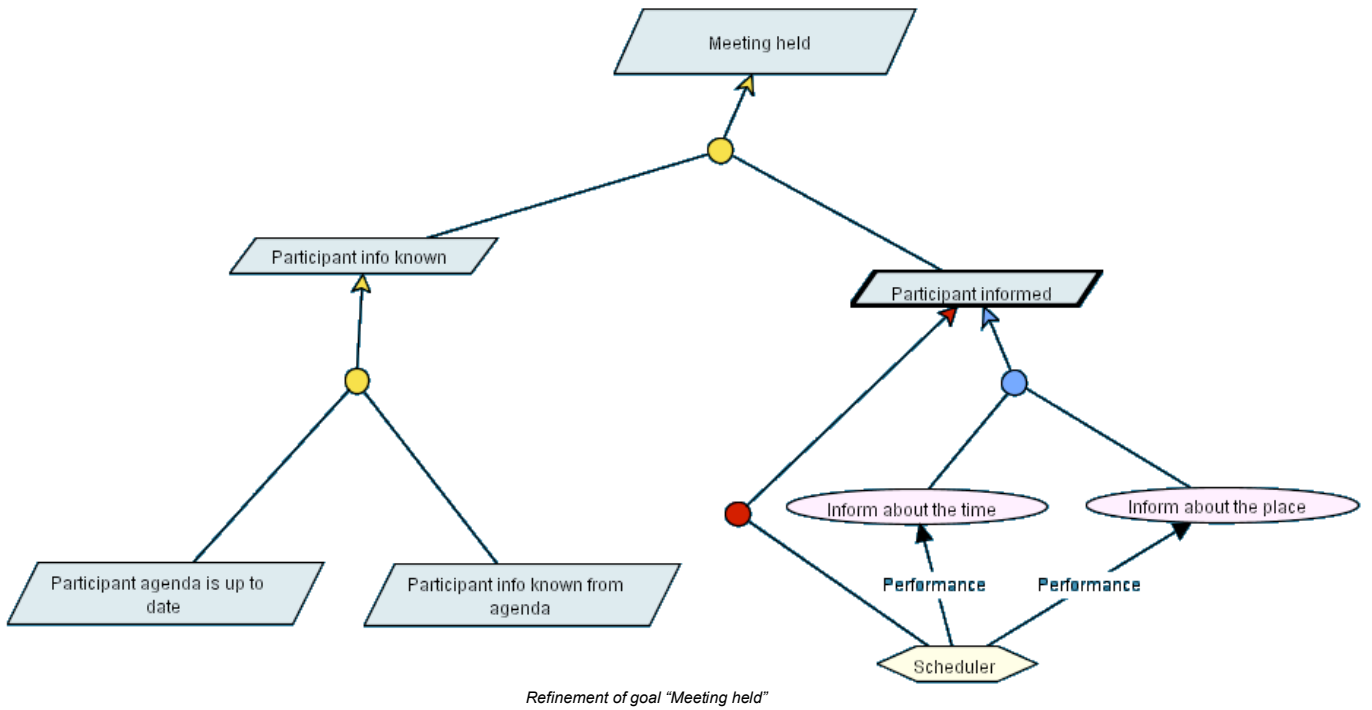 Meeting held
Participant info known
Participant informed
Inform about the time
Inform about the place
Participant agenda is up to
date
Participant info known from
agenda
Performance
Performance
Scheduler
Refinement of goal “Meeting held”